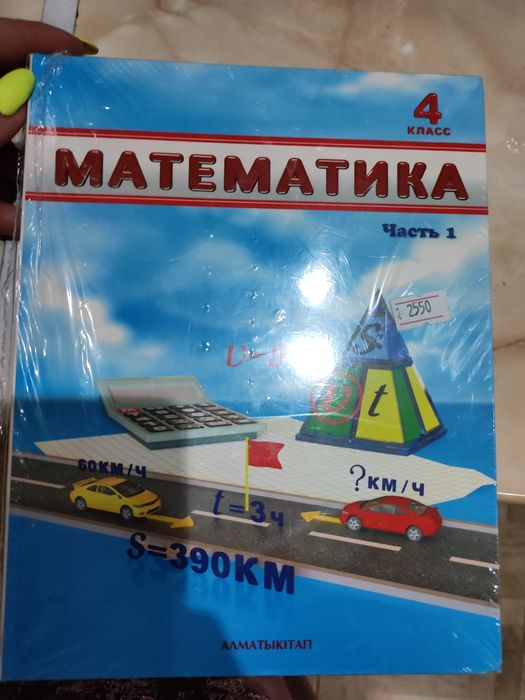 4
КЛАСС
МАТЕМАТИКА
Часть 1
2550
t
60КМ/Ч
?КМ/Ч
t=3ч
S=390КМ
АЛМАТЫКІТАП